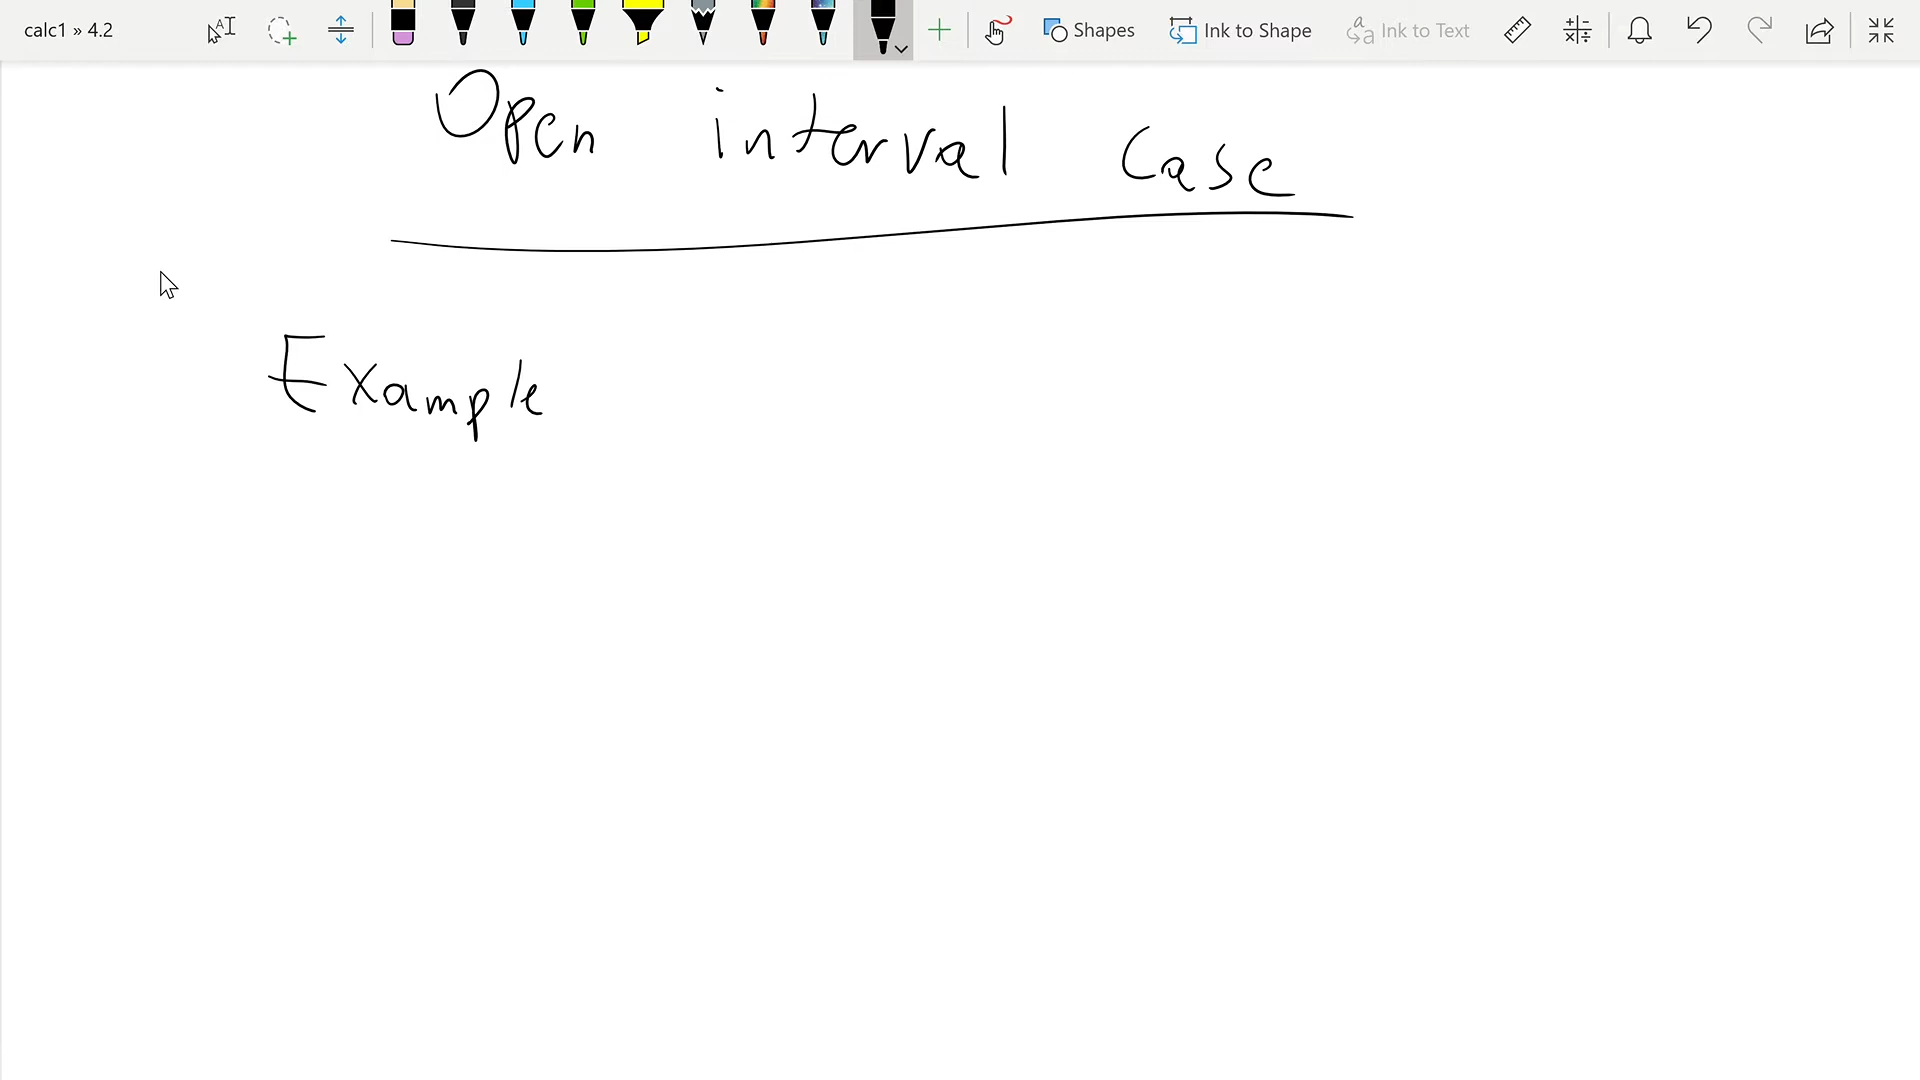 calc1 » 4.2 Shapes Ink to Shape Ink to Text
Open interval Case
Example